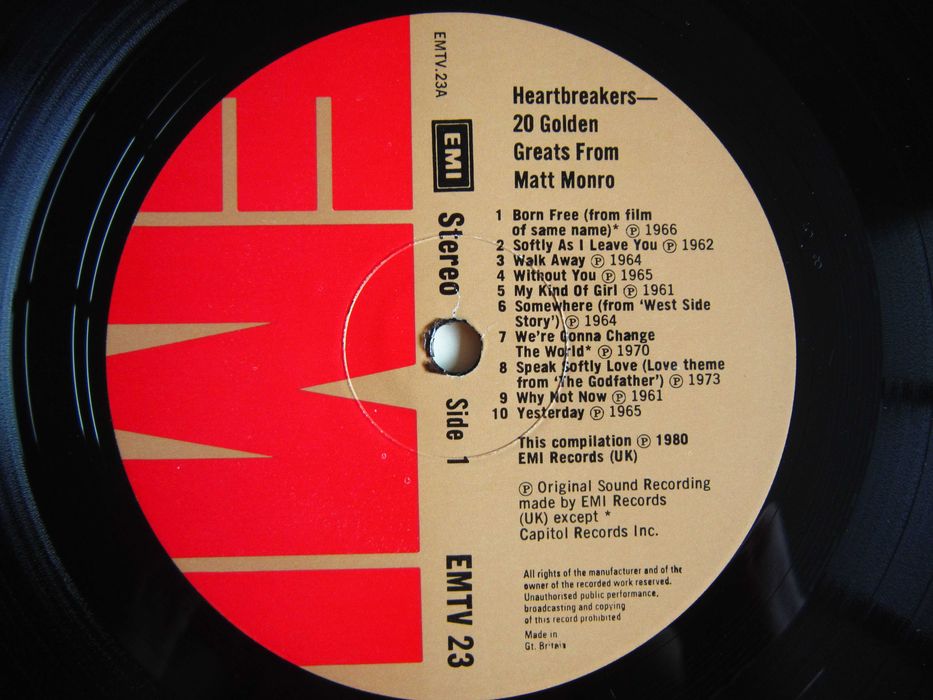 EMTV.23A
EMI
Stereo
Side 1
EMTV 23
EMI
Heartbreakers—
20 Golden
Greats From
Matt Monro
1 Born Free (from film
of same name)* ℗ 1966
2 Softly As I Leave You ℗ 1962
3 Walk Away ℗ 1964
4 Without You ℗ 1965
5 My Kind Of Girl ℗ 1961
6 Somewhere (from ‘West Side
Story’) ℗ 1964
7 We’re Gonna Change
The World* ℗ 1970
8 Speak Softly Love (Love theme
from ‘The Godfather’) ℗ 1973
9 Why Not Now ℗ 1961
10 Yesterday ℗ 1965
This compilation ℗ 1980
EMI Records (UK)
℗ Original Sound Recording
made by EMI Records
(UK) except *
Capitol Records Inc.
All rights of the manufacturer and of the
owner of the recorded work reserved.
Unauthorised public performance,
broadcasting and copying
of this record prohibited
Made in
Gt. Britain